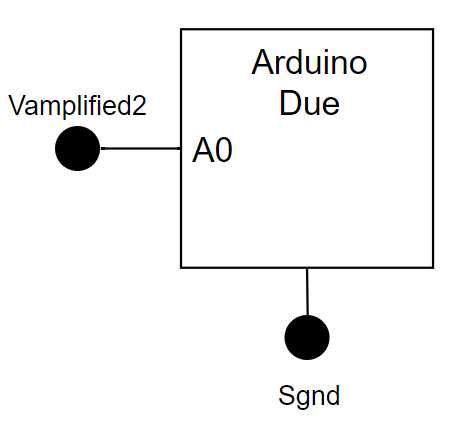 Arduino
Due
Vamplified2
A0
Sgnd